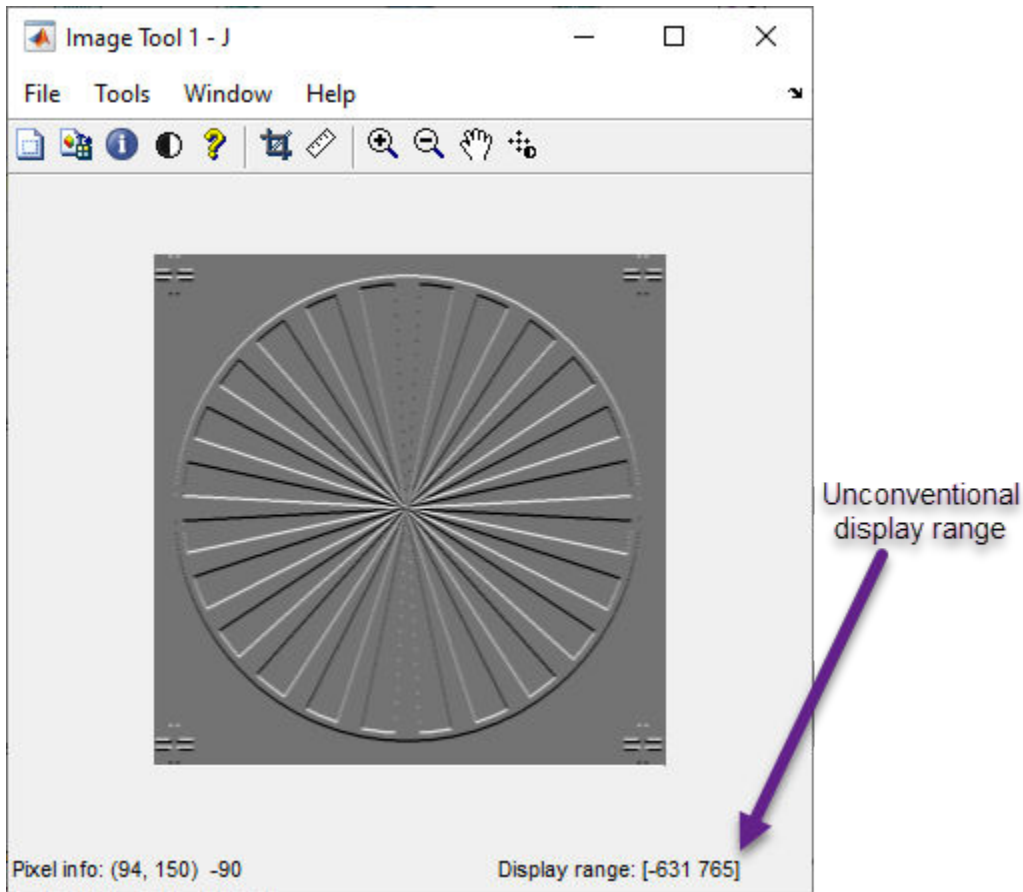 Image Tool 1 - J
File Tools Window Help
Unconventional
display range
Pixel info: (94, 150) -90
Display range: [-631 765]